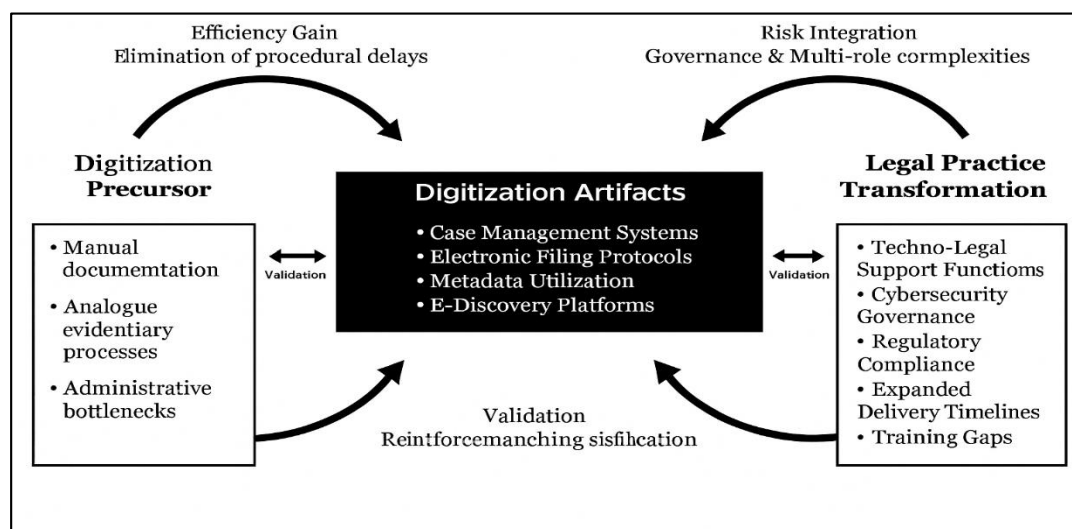 Efficiency Gain
Elimination of procedural delays
Risk Integration
Governance & Multi-role cormplexities
Digitization
Precursor
• Manual
documemtation
• Analogue
evidentiary
processes
• Administrative
bottlenecks
Validation
Digitization Artifacts
• Case Management Systems
• Electronic Filing Protocols
• Metadata Utilization
• E-Discovery Platforms
Validation
Legal Practice
Transformation
• Techno-Legal
Support Functioms
• Cybersecurity
Governance
• Regulatory
Compliance
• Expanded
Delivery Timelines
• Training Gaps
Validation
Reintforcemanching sisfihcation